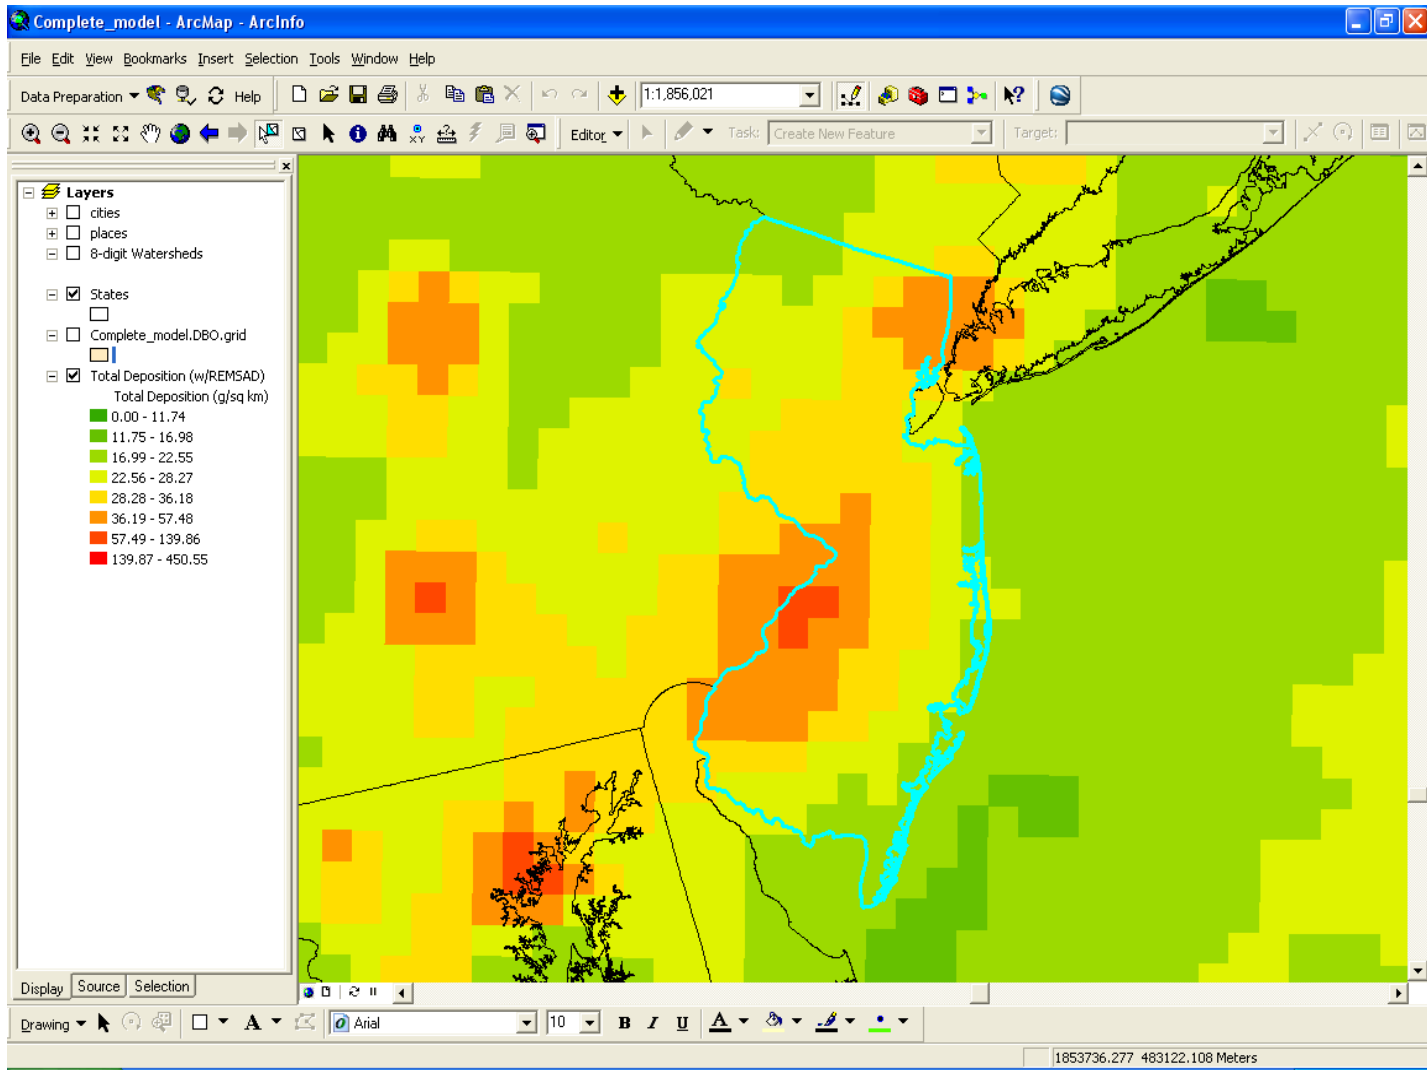 Complete_model - ArcMap - ArcInfo
File Edit View Bookmarks Insert Selection Tools Window Help
Data Preparation Help 1:1,856,021
Editor Task: Create New Feature Target:
Layers
cities
places
8-digit Watersheds
States
Complete_model.DBO.grid
Total Deposition (w/REMSAD)
Total Deposition (g/sq km)
0.00 - 11.74
11.75 - 16.98
16.99 - 22.55
22.56 - 28.27
28.28 - 36.18
36.19 - 57.48
57.49 - 139.86
139.87 - 450.55
Display Source Selection
Drawing A Arial 10 B I U A
1853736.277 483122.108 Meters